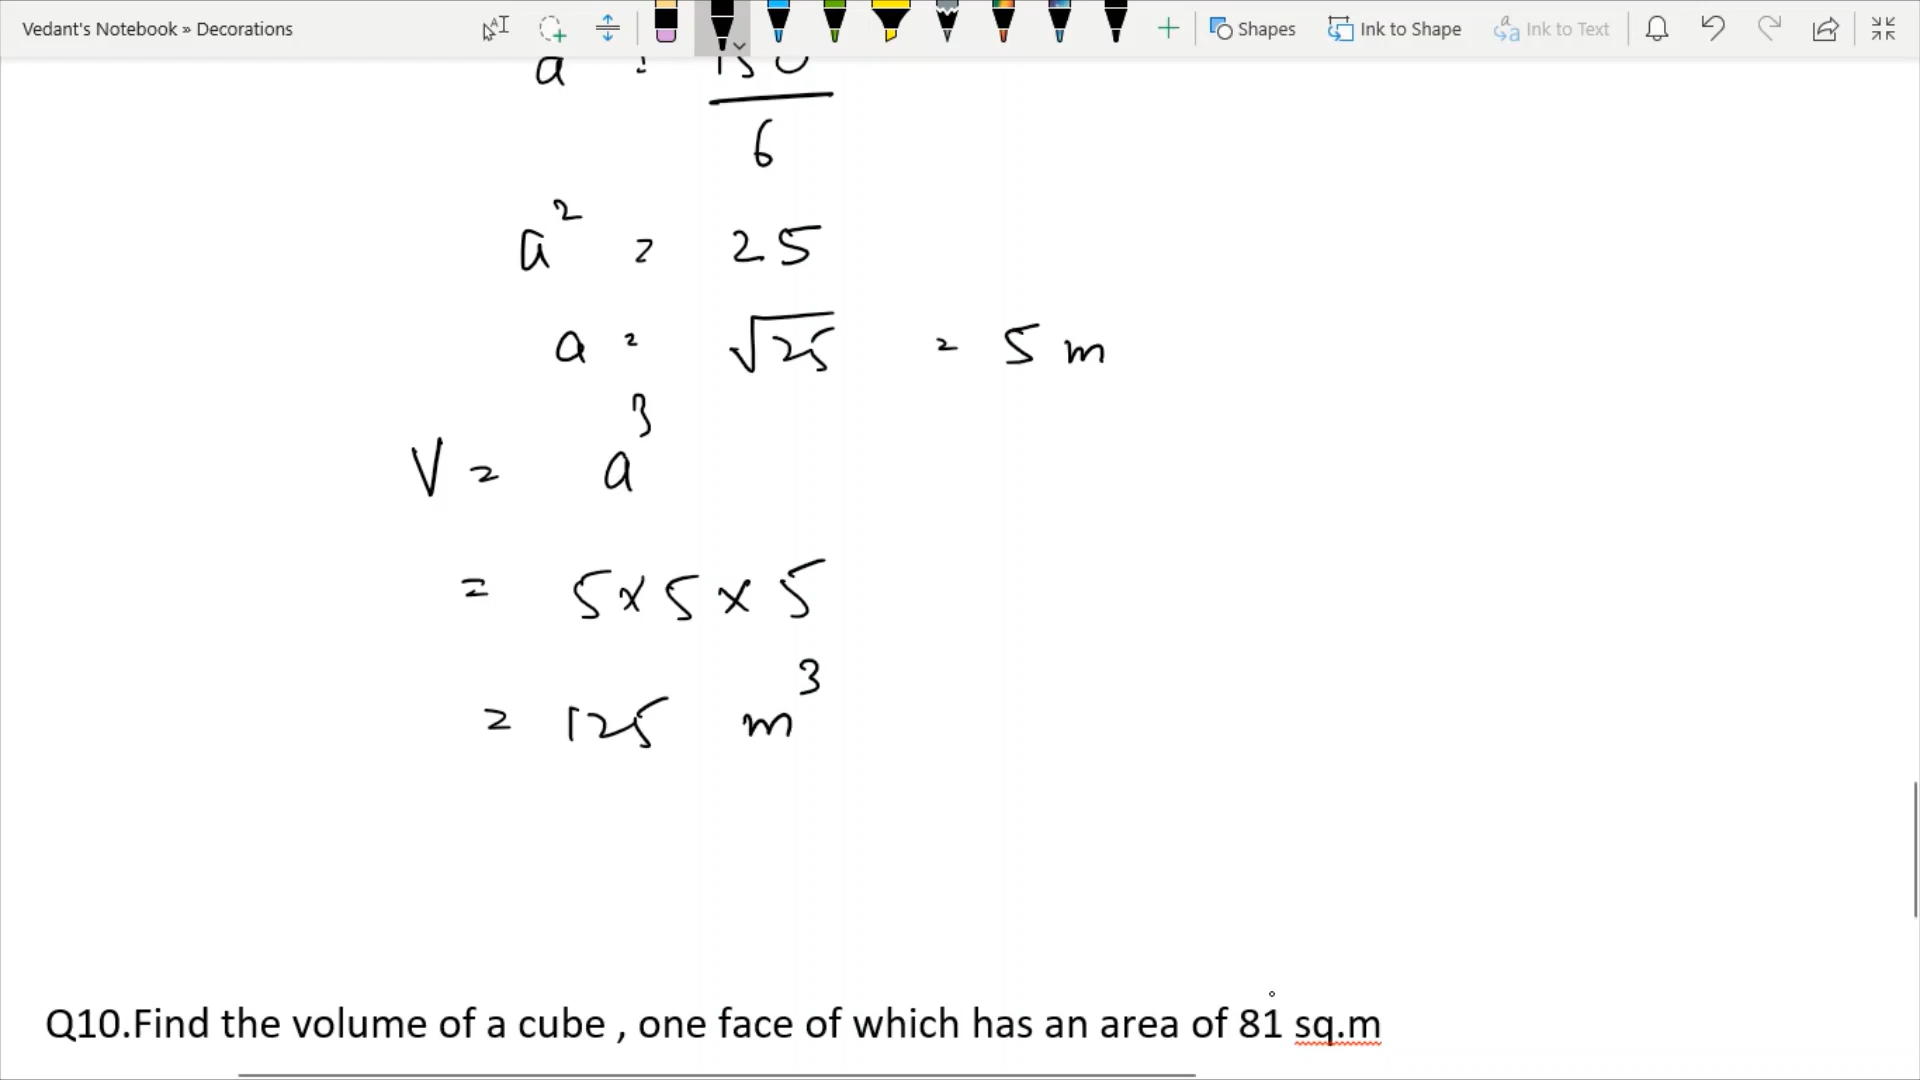 Vedant's Notebook » Decorations
Shapes
Ink to Shape
Ink to Text
a = 150
6
a² = 25
a = √25 = 5 m
V = a³
= 5 x 5 x 5
= 125 m³
Q10.Find the volume of a cube , one face of which has an area of 81 sq.m